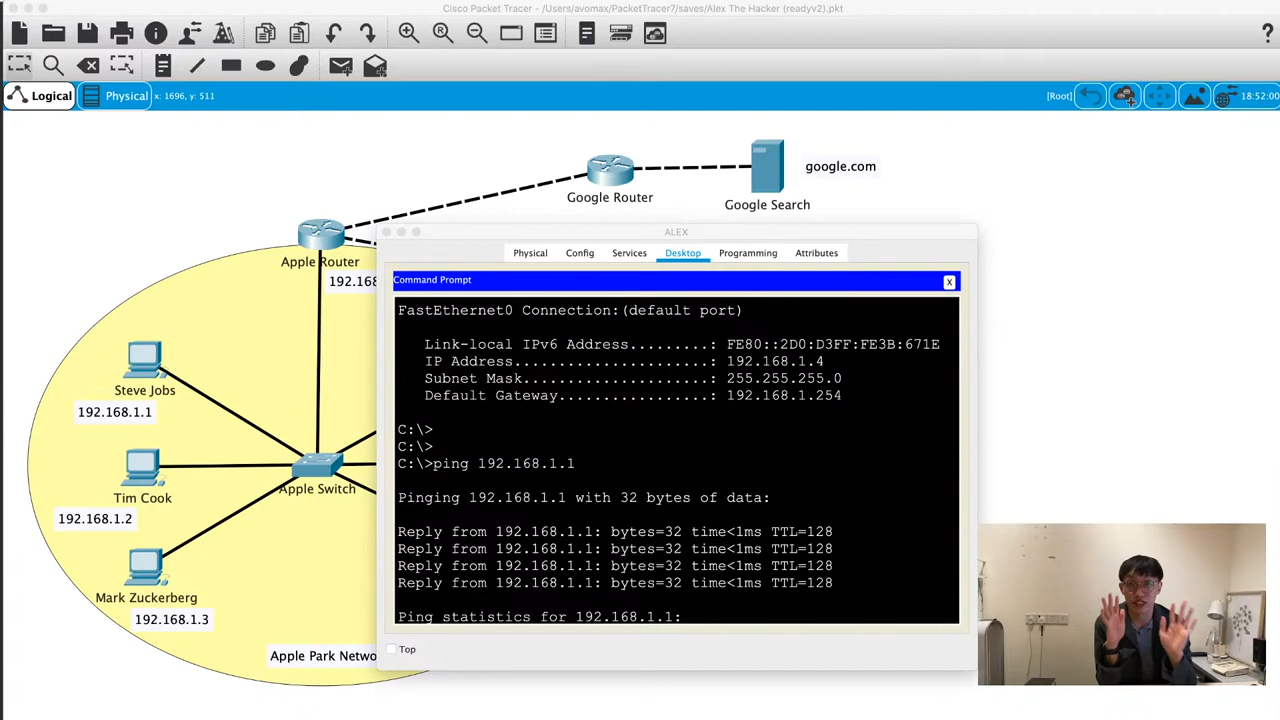 Cisco Packet Tracer - /Users/avomax/PacketTracer7/saves/Alex The Hacker (readyv2).pkt
?
Logical
Physical
x: 1696, y: 511
[Root]
18:52:00
google.com
Google Router
Google Search
Apple Router
192.168
ALEX
Physical
Config
Services
Desktop
Programming
Attributes
Command Prompt
X
FastEthernet0 Connection:(default port)
Link-local IPv6 Address.........: FE80::2D0:D3FF:FE3B:671E
IP Address......................: 192.168.1.4
Subnet Mask.....................: 255.255.255.0
Default Gateway.................: 192.168.1.254
C:\>
C:\>
C:\>ping 192.168.1.1
Pinging 192.168.1.1 with 32 bytes of data:
Reply from 192.168.1.1: bytes=32 time<1ms TTL=128
Reply from 192.168.1.1: bytes=32 time<1ms TTL=128
Reply from 192.168.1.1: bytes=32 time<1ms TTL=128
Reply from 192.168.1.1: bytes=32 time<1ms TTL=128
Ping statistics for 192.168.1.1:
Top
Steve Jobs
192.168.1.1
Tim Cook
192.168.1.2
Apple Switch
Mark Zuckerberg
192.168.1.3
Apple Park Netwo